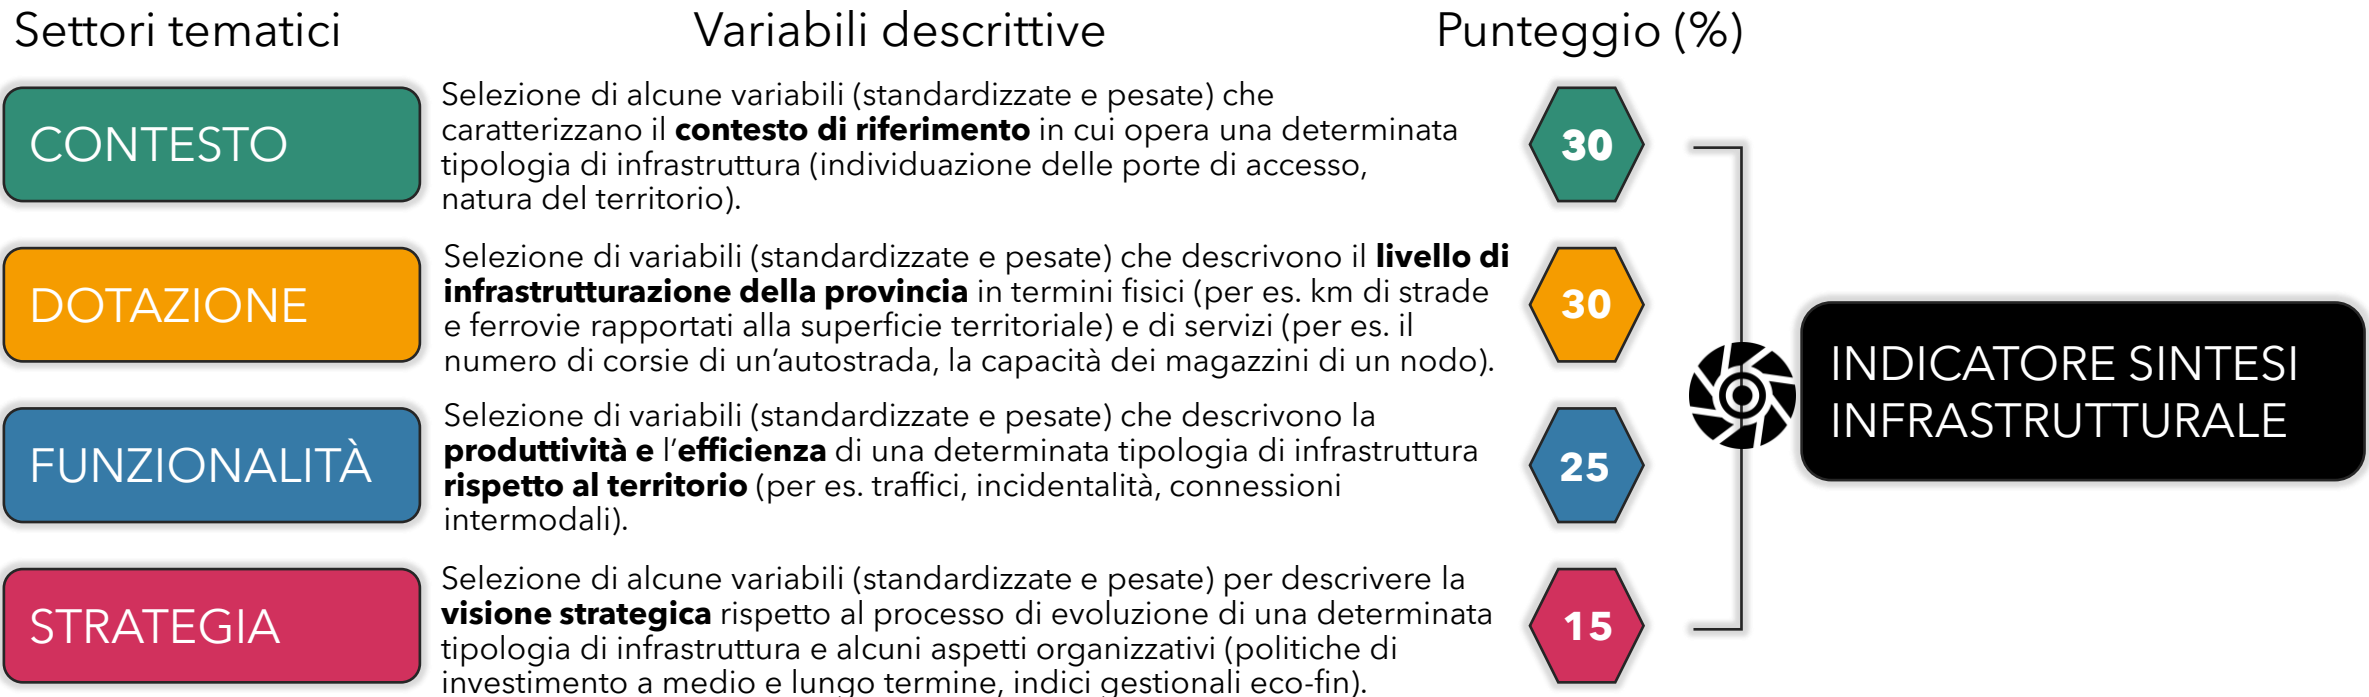 Settori tematici
Variabili descrittive
Punteggio (%)
CONTESTO
Selezione di alcune variabili (standardizzate e pesate) che
caratterizzano il contesto di riferimento in cui opera una determinata
tipologia di infrastruttura (individuazione delle porte di accesso,
natura del territorio).
30
DOTAZIONE
Selezione di variabili (standardizzate e pesate) che descrivono il livello di
infrastrutturazione della provincia in termini fisici (per es. km di strade
e ferrovie rapportati alla superficie territoriale) e di servizi (per es. il
numero di corsie di un'autostrada, la capacità dei magazzini di un nodo).
30
FUNZIONALITÀ
Selezione di variabili (standardizzate e pesate) che descrivono la
produttività e l'efficienza di una determinata tipologia di infrastruttura
rispetto al territorio (per es. traffici, incidentalità, connessioni
intermodali).
25
STRATEGIA
Selezione di alcune variabili (standardizzate e pesate) per descrivere la
visione strategica rispetto al processo di evoluzione di una determinata
tipologia di infrastruttura e alcuni aspetti organizzativi (politiche di
investimento a medio e lungo termine, indici gestionali eco-fin).
15
INDICATORE SINTESI
INFRASTRUTTURALE